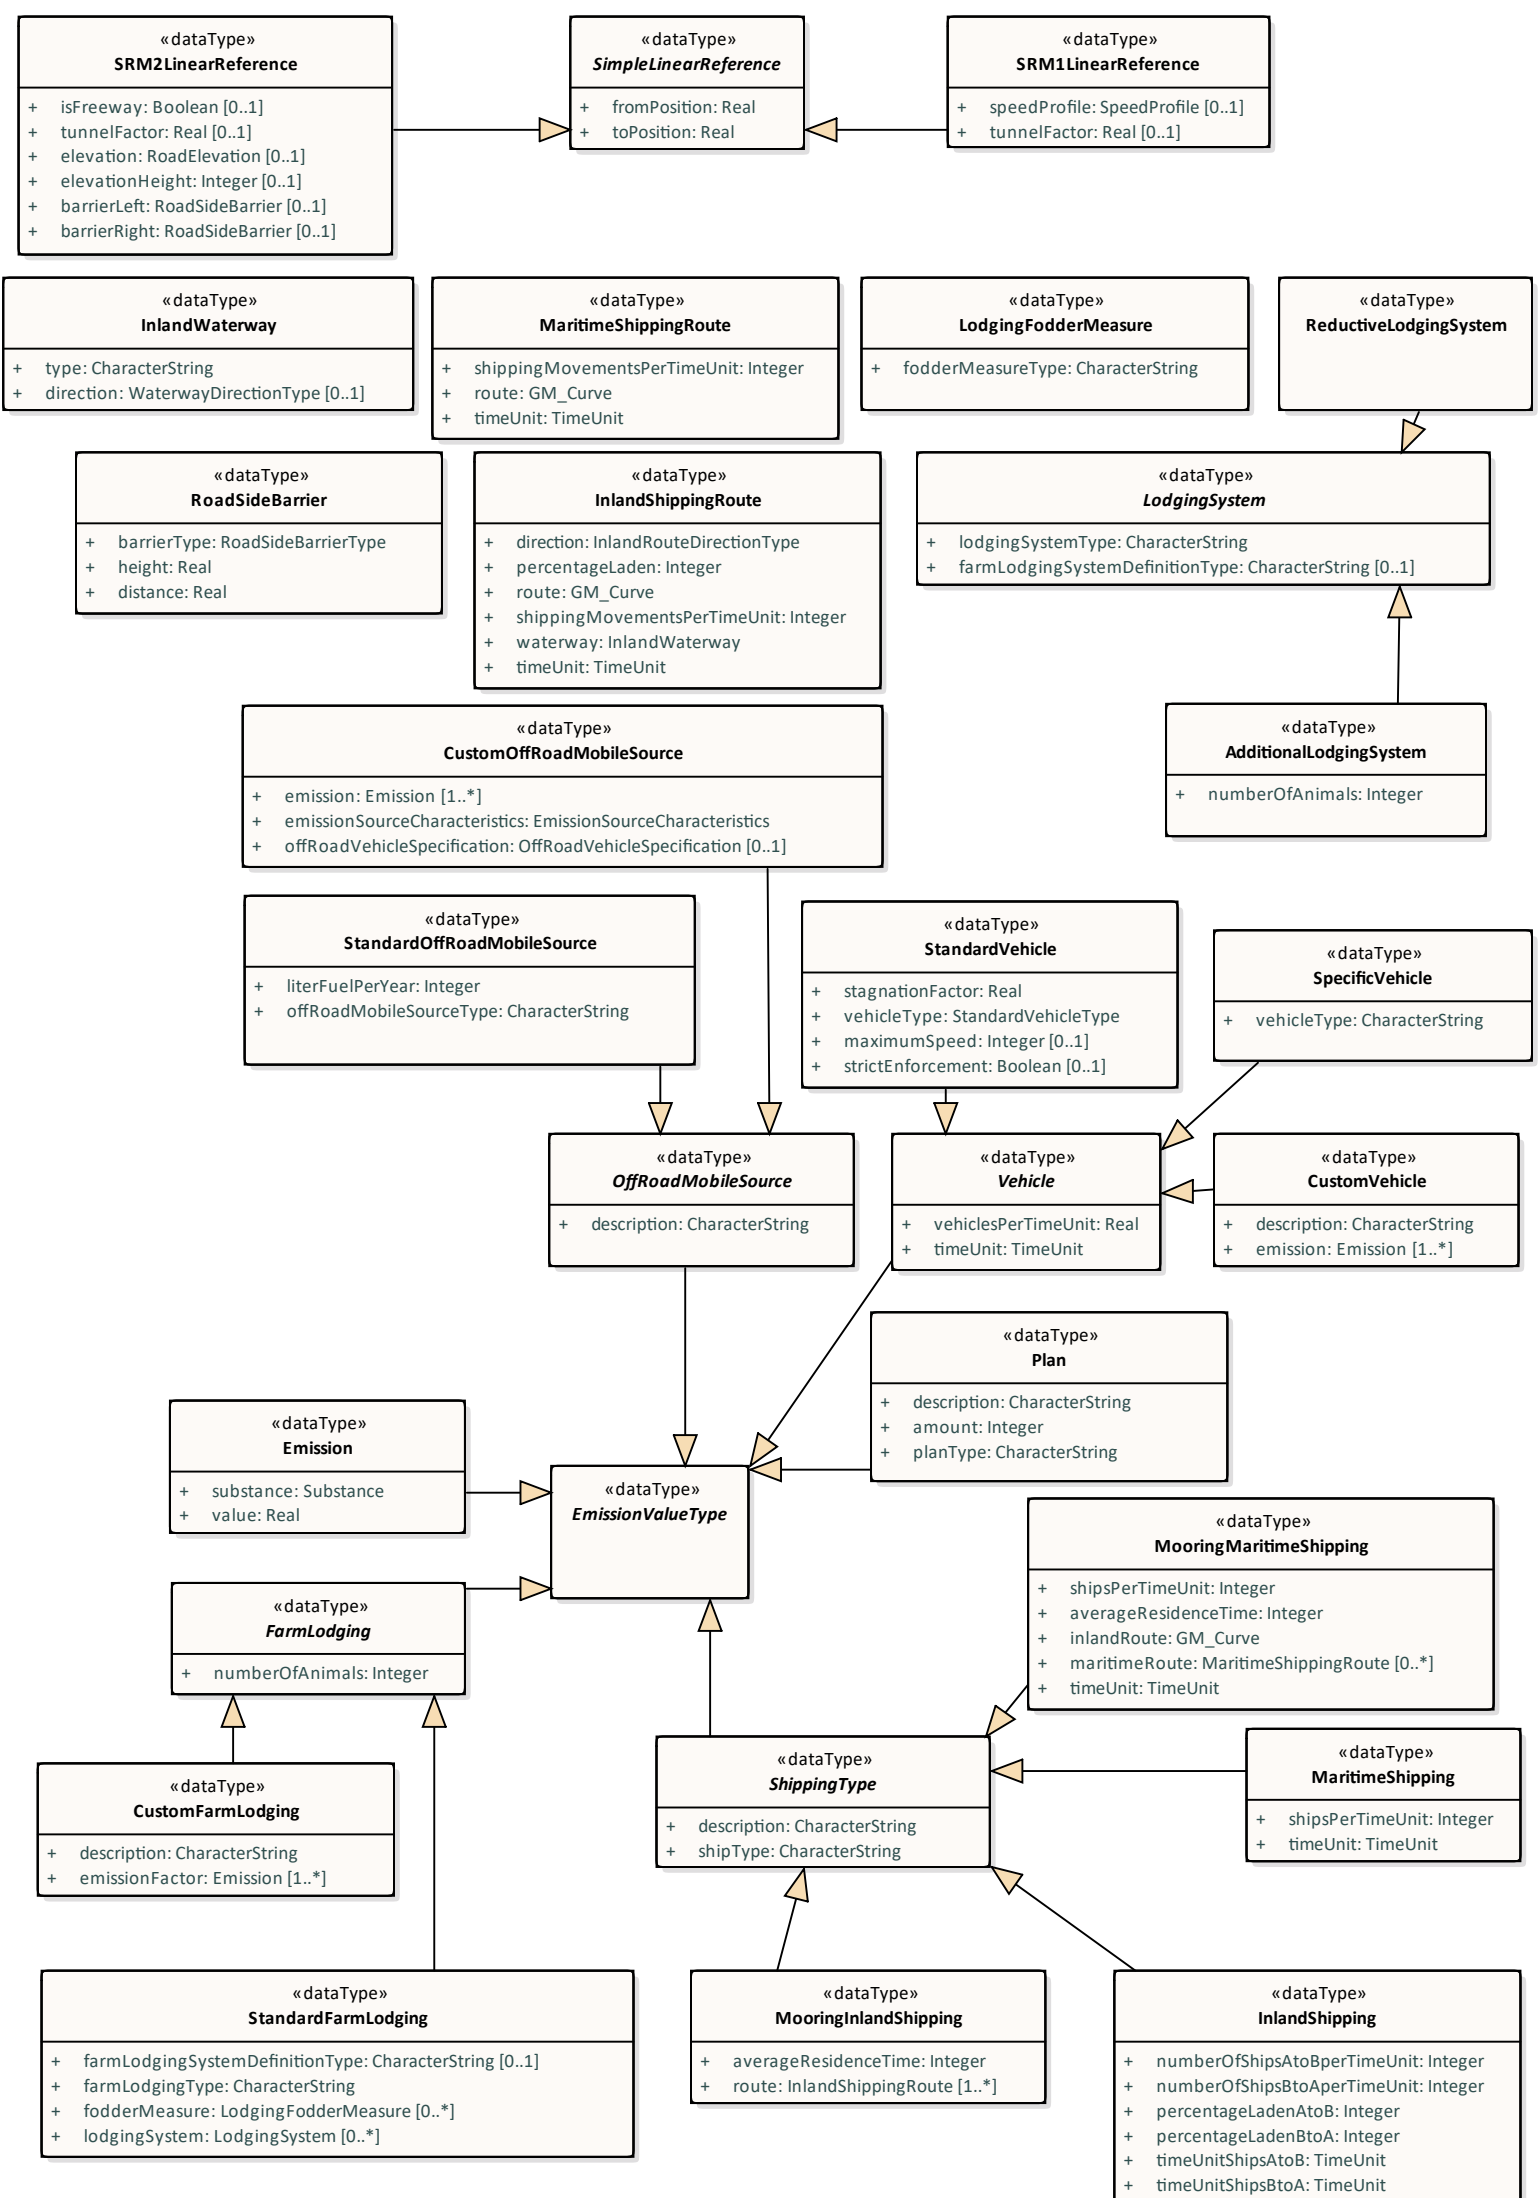 «dataType»
SRM2LinearReference
+ isFreeway: Boolean [0..1]
+ tunnelFactor: Real [0..1]
+ elevation: RoadElevation [0..1]
+ elevationHeight: Integer [0..1]
+ barrierLeft: RoadSideBarrier [0..1]
+ barrierRight: RoadSideBarrier [0..1]
«dataType»
SimpleLinearReference
+ fromPosition: Real
+ toPosition: Real
«dataType»
SRM1LinearReference
+ speedProfile: SpeedProfile [0..1]
+ tunnelFactor: Real [0..1]
«dataType»
InlandWaterway
+ type: CharacterString
+ direction: WaterwayDirectionType [0..1]
«dataType»
MaritimeShippingRoute
+ shippingMovementsPerTimeUnit: Integer
+ route: GM_Curve
+ timeUnit: TimeUnit
«dataType»
LodgingFodderMeasure
+ fodderMeasureType: CharacterString
«dataType»
ReductiveLodgingSystem
«dataType»
RoadSideBarrier
+ barrierType: RoadSideBarrierType
+ height: Real
+ distance: Real
«dataType»
InlandShippingRoute
+ direction: InlandRouteDirectionType
+ percentageLaden: Integer
+ route: GM_Curve
+ shippingMovementsPerTimeUnit: Integer
+ waterway: InlandWaterway
+ timeUnit: TimeUnit
«dataType»
LodgingSystem
+ lodgingSystemType: CharacterString
+ farmLodgingSystemDefinitionType: CharacterString [0..1]
«dataType»
CustomOffRoadMobileSource
+ emission: Emission [1..*]
+ emissionSourceCharacteristics: EmissionSourceCharacteristics
+ offRoadVehicleSpecification: OffRoadVehicleSpecification [0..1]
«dataType»
AdditionalLodgingSystem
+ numberOfAnimals: Integer
«dataType»
StandardOffRoadMobileSource
+ literFuelPerYear: Integer
+ offRoadMobileSourceType: CharacterString
«dataType»
StandardVehicle
+ stagnationFactor: Real
+ vehicleType: StandardVehicleType
+ maximumSpeed: Integer [0..1]
+ strictEnforcement: Boolean [0..1]
«dataType»
SpecificVehicle
+ vehicleType: CharacterString
«dataType»
OffRoadMobileSource
+ description: CharacterString
«dataType»
Vehicle
+ vehiclesPerTimeUnit: Real
+ timeUnit: TimeUnit
«dataType»
CustomVehicle
+ description: CharacterString
+ emission: Emission [1..*]
«dataType»
Plan
+ description: CharacterString
+ amount: Integer
+ planType: CharacterString
«dataType»
Emission
+ substance: Substance
+ value: Real
«dataType»
EmissionValueType
«dataType»
MooringMaritimeShipping
+ shipsPerTimeUnit: Integer
+ averageResidenceTime: Integer
+ inlandRoute: GM_Curve
+ maritimeRoute: MaritimeShippingRoute [0..*]
+ timeUnit: TimeUnit
«dataType»
FarmLodging
+ numberOfAnimals: Integer
«dataType»
ShippingType
+ description: CharacterString
+ shipType: CharacterString
«dataType»
MaritimeShipping
+ shipsPerTimeUnit: Integer
+ timeUnit: TimeUnit
«dataType»
CustomFarmLodging
+ description: CharacterString
+ emissionFactor: Emission [1..*]
«dataType»
StandardFarmLodging
+ farmLodgingSystemDefinitionType: CharacterString [0..1]
+ farmLodgingType: CharacterString
+ fodderMeasure: LodgingFodderMeasure [0..*]
+ lodgingSystem: LodgingSystem [0..*]
«dataType»
MooringInlandShipping
+ averageResidenceTime: Integer
+ route: InlandShippingRoute [1..*]
«dataType»
InlandShipping
+ numberOfShipsAtoBperTimeUnit: Integer
+ numberOfShipsBtoAperTimeUnit: Integer
+ percentageLadenAtoB: Integer
+ percentageLadenBtoA: Integer
+ timeUnitShipsAtoB: TimeUnit
+ timeUnitShipsBtoA: TimeUnit